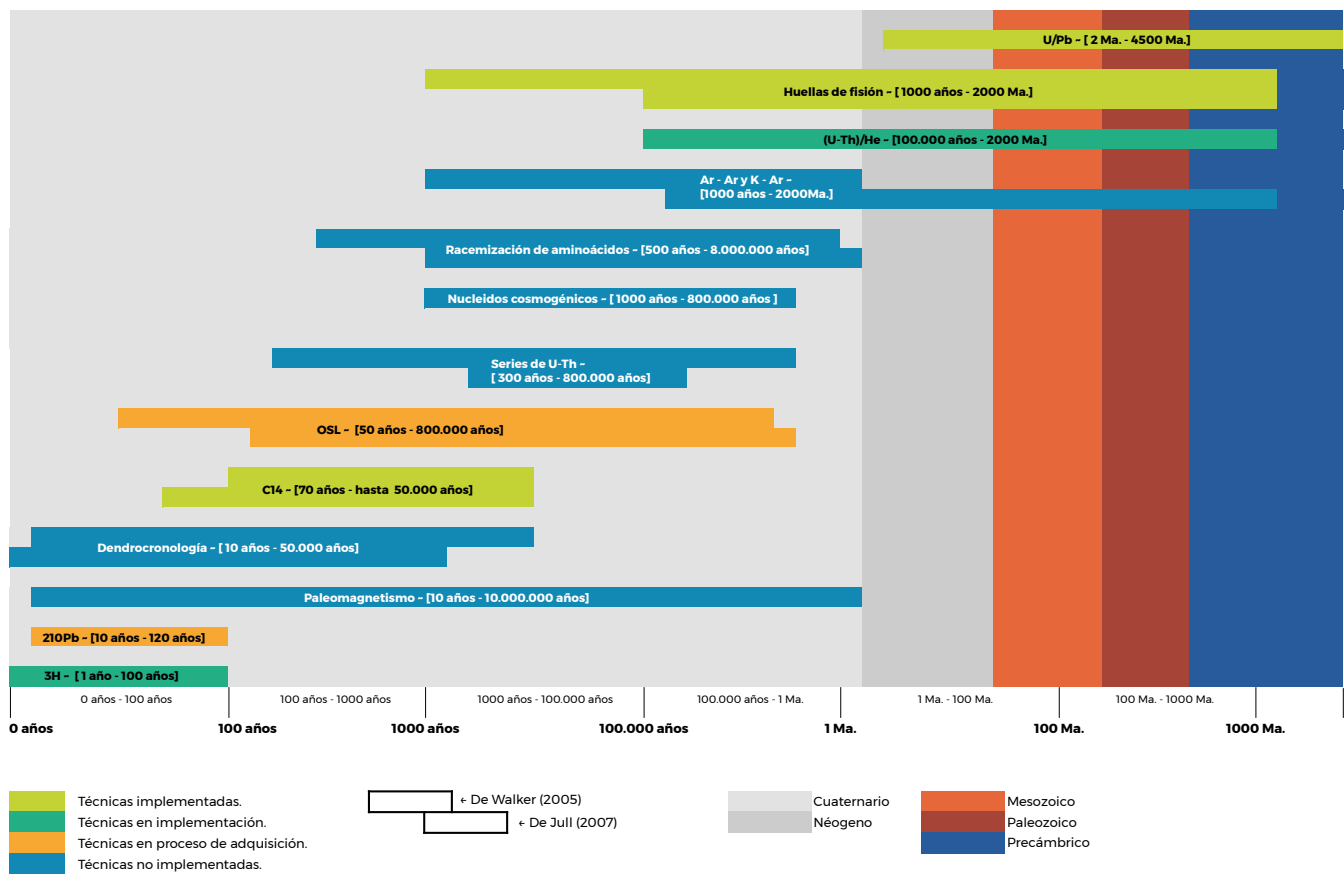 U/Pb ~ [ 2 Ma. - 4500 Ma.]
Huellas de fisión ~ [ 1000 años - 2000 Ma.]
(U-Th)/He ~ [100.000 años - 2000 Ma.]
Ar - Ar y K - Ar ~
[1000 años - 2000Ma.]
Racemización de aminoácidos ~ [500 años - 8.000.000 años]
Nucleidos cosmogénicos ~ [ 1000 años - 800.000 años ]
Series de U-Th ~
[ 300 años - 800.000 años]
OSL ~ [50 años - 800.000 años]
C14 ~ [70 años - hasta 50.000 años]
Dendrocronología ~ [ 10 años - 50.000 años]
Paleomagnetismo ~ [10 años - 10.000.000 años]
210Pb ~ [10 años - 120 años]
3H ~ [ 1 año - 100 años]
0 años - 100 años
100 años - 1000 años
1000 años - 100.000 años
100.000 años - 1 Ma.
1 Ma. - 100 Ma.
100 Ma. - 1000 Ma.
0 años
100 años
1000 años
100.000 años
1 Ma.
100 Ma.
1000 Ma.
Técnicas implementadas.
Técnicas en implementación.
Técnicas en proceso de adquisición.
Técnicas no implementadas.
← De Walker (2005)
← De Jull (2007)
Cuaternario
Néogeno
Mesozoico
Paleozoico
Precámbrico